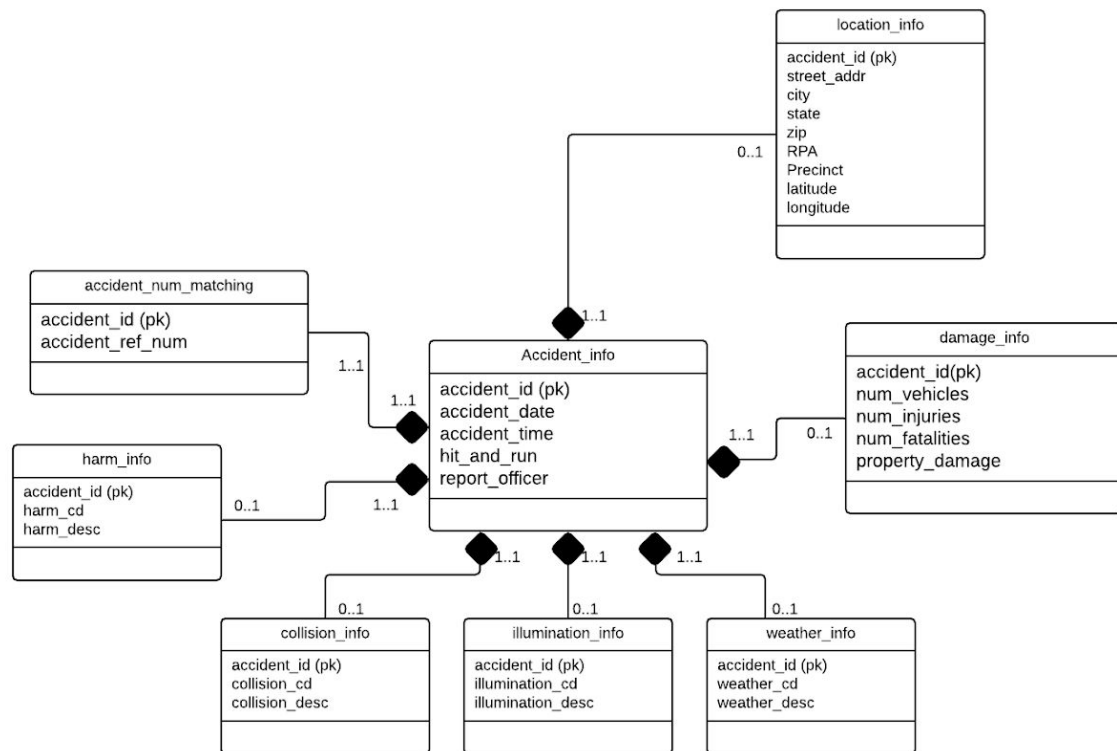 location_info
accident_id (pk)
street_addr
city
state
zip
RPA
Precinct
latitude
longitude
0..1
1..1
accident_num_matching
accident_id (pk)
accident_ref_num
1..1
1..1
Accident_info
accident_id (pk)
accident_date
accident_time
hit_and_run
report_officer
damage_info
accident_id(pk)
num_vehicles
num_injuries
num_fatalities
property_damage
1..1
0..1
harm_info
accident_id (pk)
harm_cd
harm_desc
0..1
1..1
1..1
1..1
1..1
0..1
0..1
0..1
collision_info
accident_id (pk)
collision_cd
collision_desc
illumination_info
accident_id (pk)
illumination_cd
illumination_desc
weather_info
accident_id (pk)
weather_cd
weather_desc